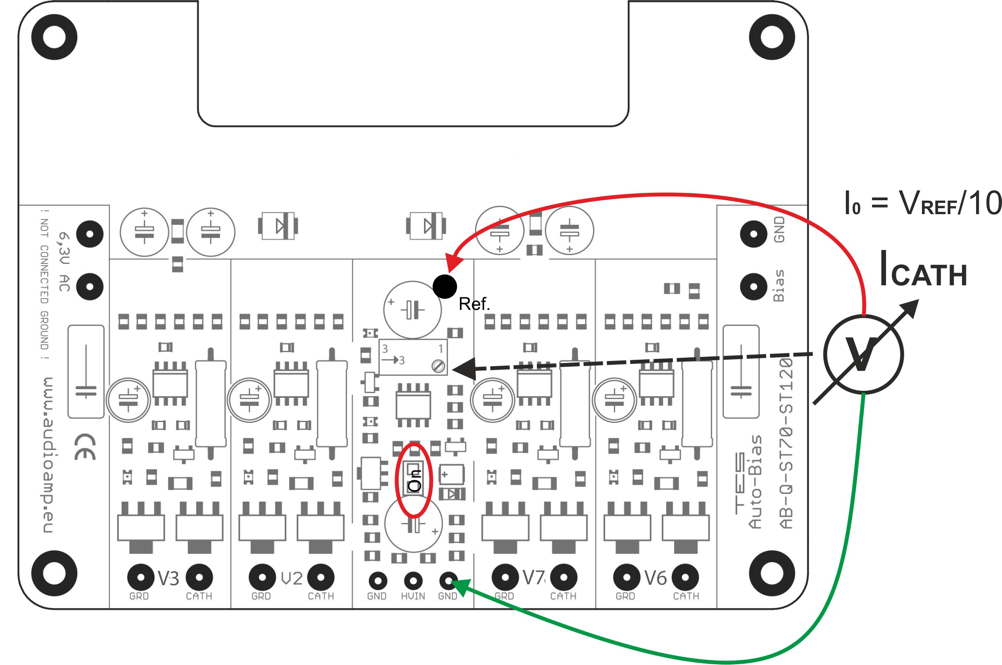 I₀ = VREF/10
ICATH
V
Ref.
! NOT CONNECTED GROUND !
6,3V AC
www.audioamp.eu
CE
GND
Bias
TES
Auto-Bias
AB-Q-ST70-ST120
3
1
→3
On
V3
V2
V7
V6
GRD
CATH
GRD
CATH
GND
HVIN
GND
GRD
CATH
GRD
CATH